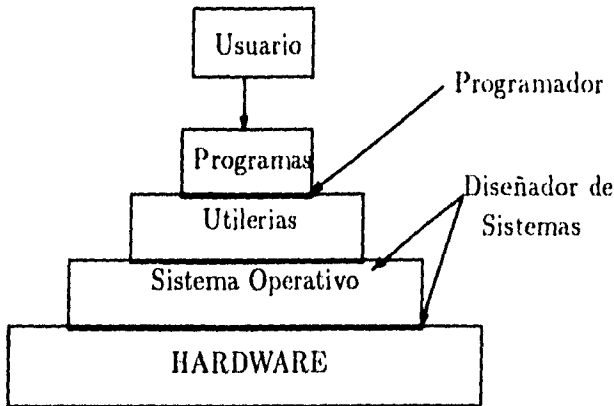 Usuario
Programador
Programas
Diseñador de
Sistemas
Utilerias
Sistema Operativo
HARDWARE